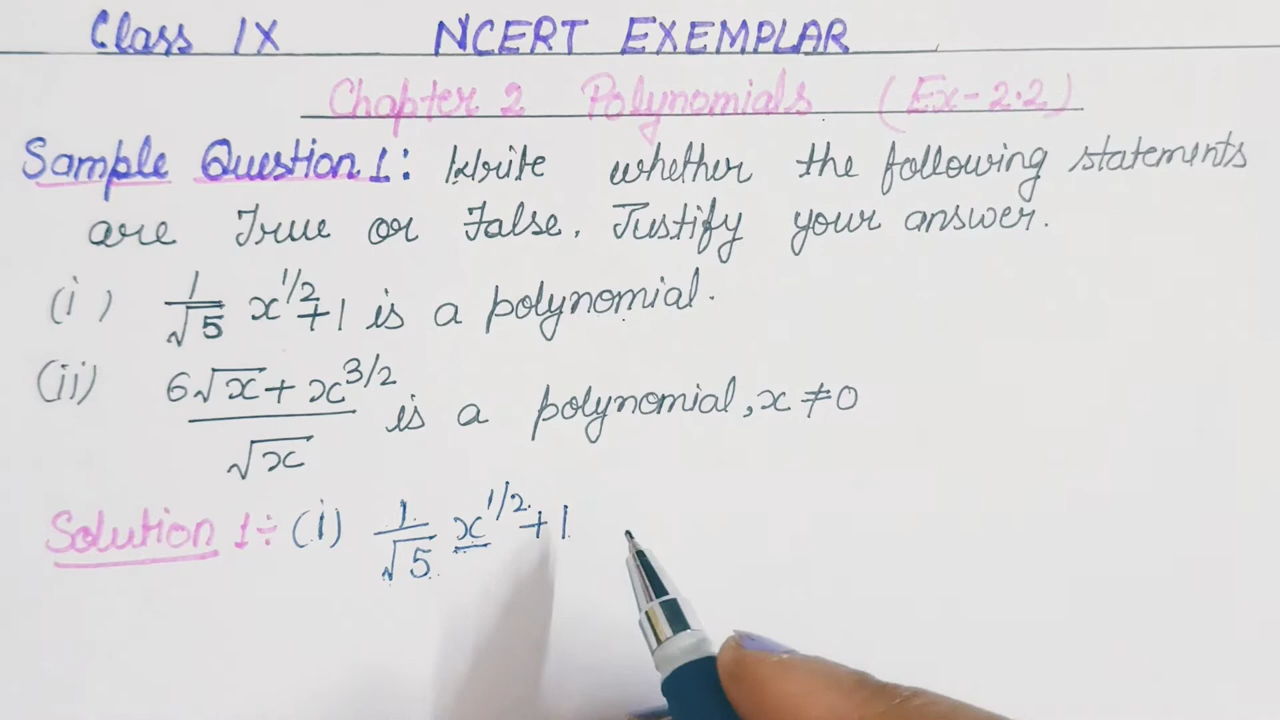 Class IX NCERT EXEMPLAR
Chapter 2 Polynomials (Ex-2.2)
Sample Question 1: Write whether the following statements
are True or False. Justify your answer.
(i) 1/√5 x^1/2 + 1 is a polynomial.
(ii) (6√x + x^3/2)/√x is a polynomial, x ≠ 0
Solution 1÷ (i) 1/√5 x^1/2 + 1